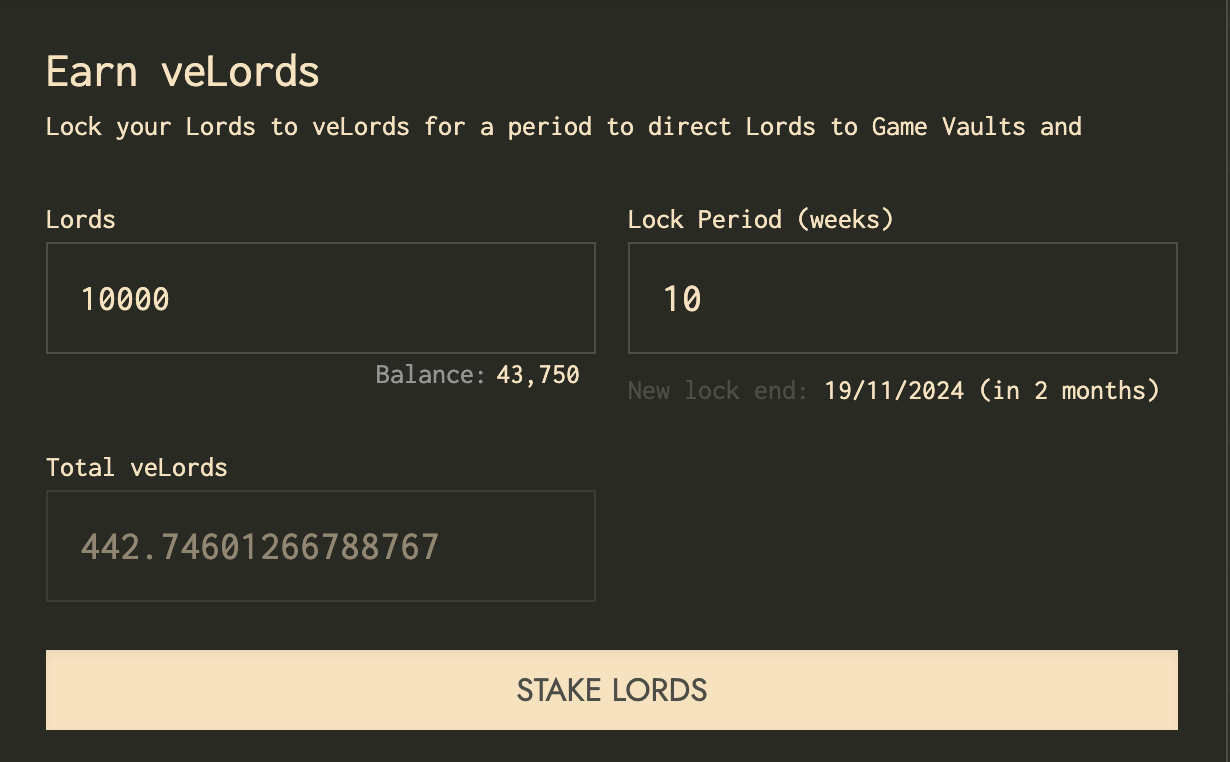 Earn veLords
Lock your Lords to veLords for a period to direct Lords to Game Vaults and
Lords
Lock Period (weeks)
10000
10
Balance: 43,750
New lock end: 19/11/2024 (in 2 months)
Total veLords
442.74601266788767
STAKE LORDS